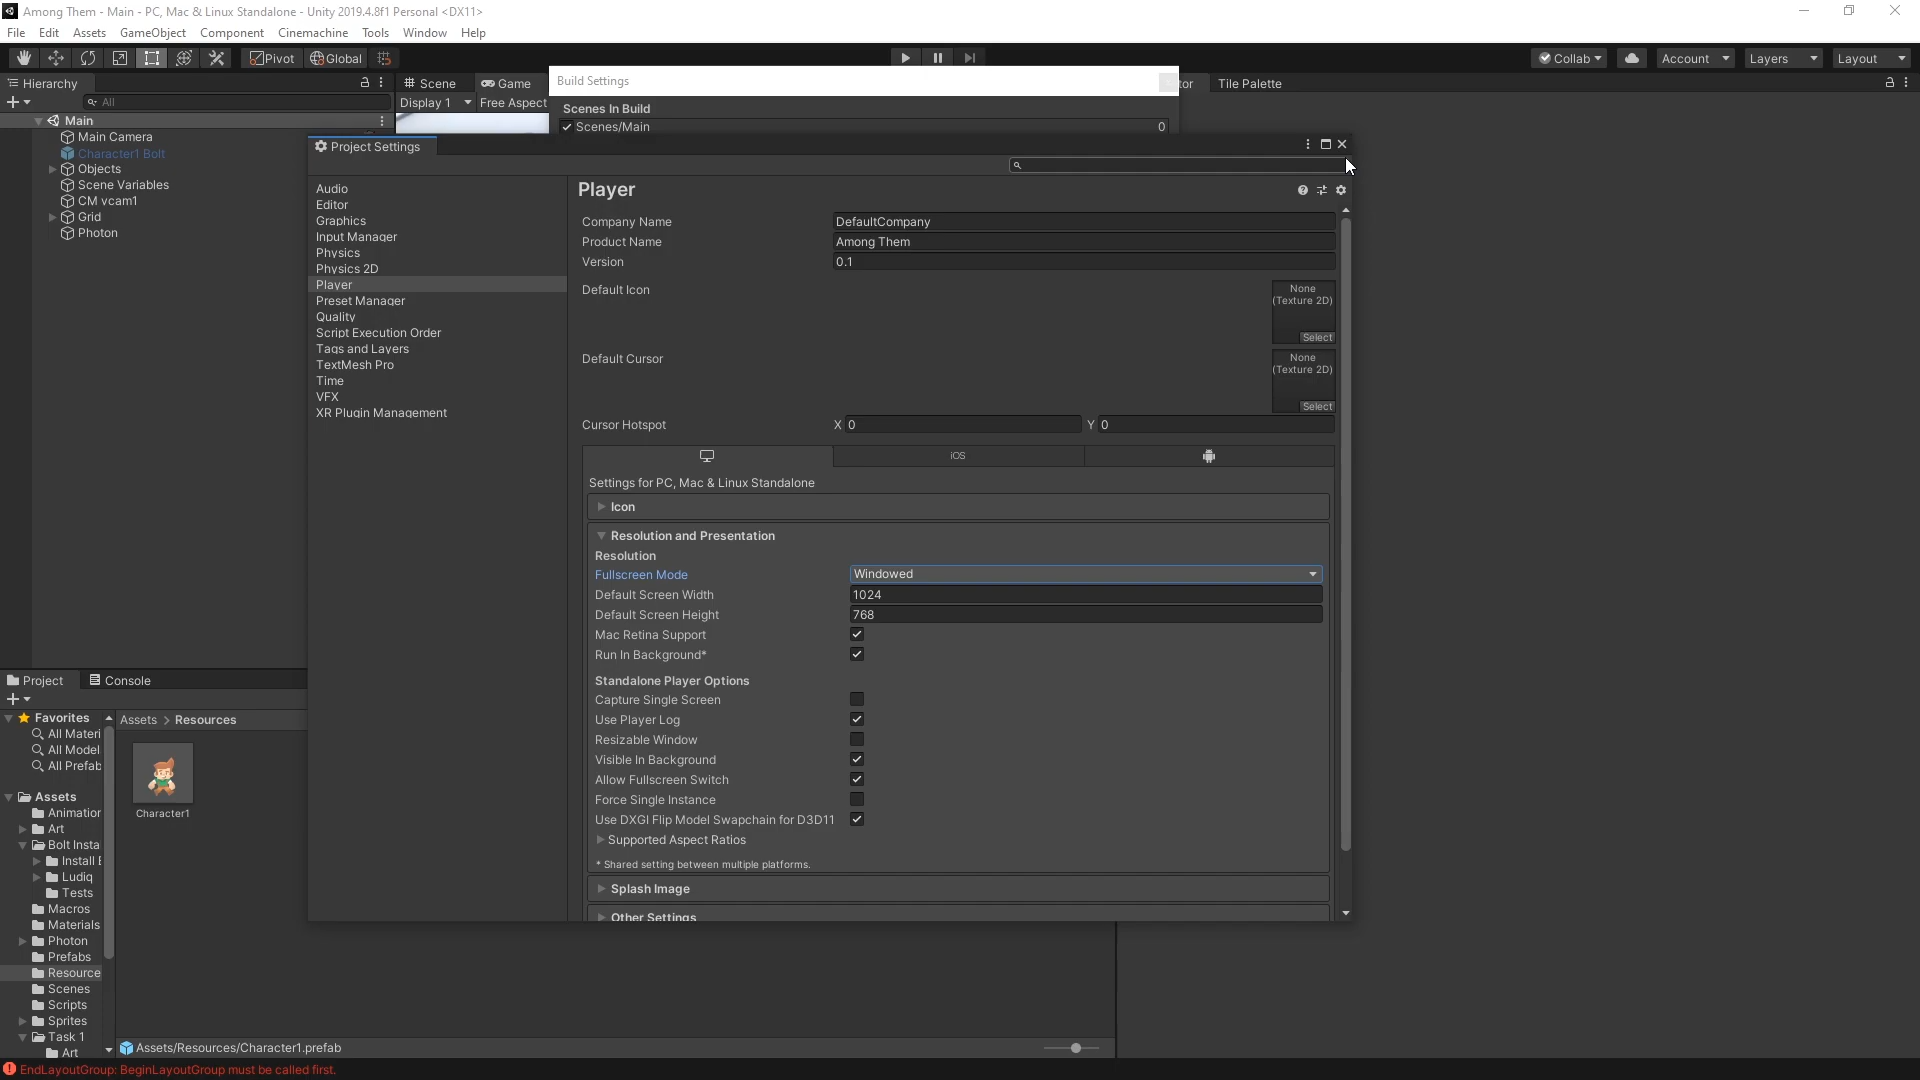 Among Them - Main - PC, Mac & Linux Standalone - Unity 2019.4.8f1 Personal <DX11>
File Edit Assets GameObject Component Cinemachine Tools Window Help
Pivot Global
Collab Account Layers Layout
Hierarchy
Scene Game
Build Settings
Tile Palette
All
Display 1 Free Aspect
Scenes In Build
Main
Scenes/Main 0
Main Camera
Character1 Bolt
Objects
Scene Variables
CM vcam1
Grid
Photon
Project Settings
Audio
Editor
Graphics
Input Manager
Physics
Physics 2D
Player
Preset Manager
Quality
Script Execution Order
Tags and Layers
TextMesh Pro
Time
VFX
XR Plugin Management
Player
Company Name DefaultCompany
Product Name Among Them
Version 0.1
Default Icon
None
(Texture 2D)
Select
Default Cursor
None
(Texture 2D)
Select
Cursor Hotspot X 0 Y 0
iOS
Settings for PC, Mac & Linux Standalone
Icon
Resolution and Presentation
Resolution
Fullscreen Mode Windowed
Default Screen Width 1024
Default Screen Height 768
Mac Retina Support
Run In Background*
Standalone Player Options
Capture Single Screen
Use Player Log
Resizable Window
Visible In Background
Allow Fullscreen Switch
Force Single Instance
Use DXGI Flip Model Swapchain for D3D11
Supported Aspect Ratios
* Shared setting between multiple platforms.
Splash Image
Other Settings
Project Console
Favorites
All Materi
All Model
All Prefab
Assets
Animation
Art
Bolt Insta
Install
Ludiq
Tests
Macros
Materials
Photon
Prefabs
Resource
Scenes
Scripts
Sprites
Task 1
Art
Assets > Resources
Character1
Assets/Resources/Character1.prefab
EndLayoutGroup: BeginLayoutGroup must be called first.